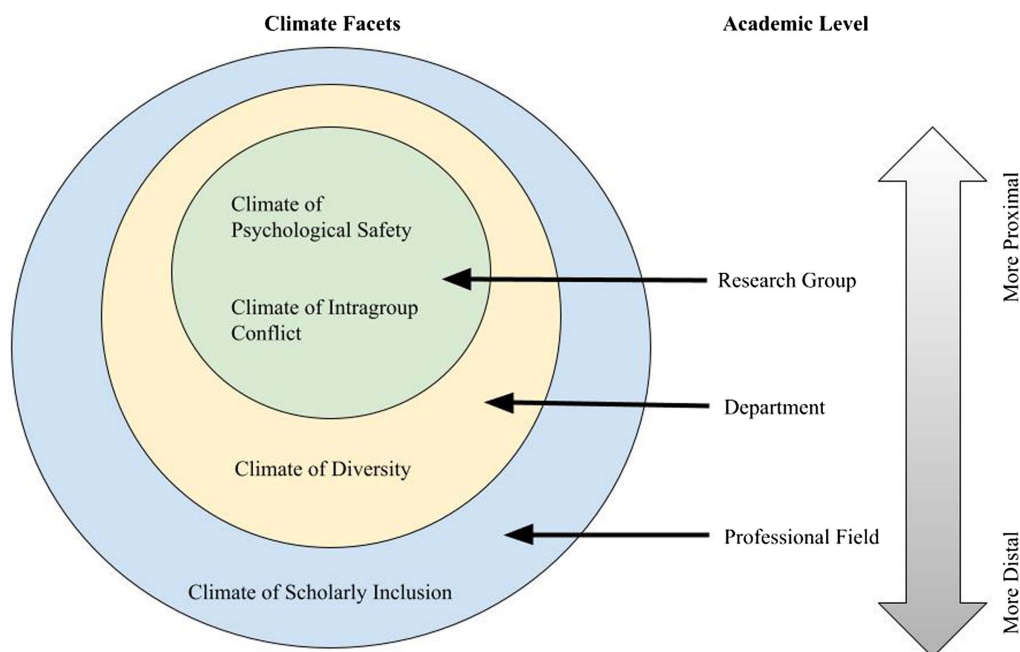 Climate Facets
Academic Level
Climate of
Psychological Safety
Climate of Intragroup
Conflict
Climate of Diversity
Climate of Scholarly Inclusion
Research Group
Department
Professional Field
More Proximal
More Distal